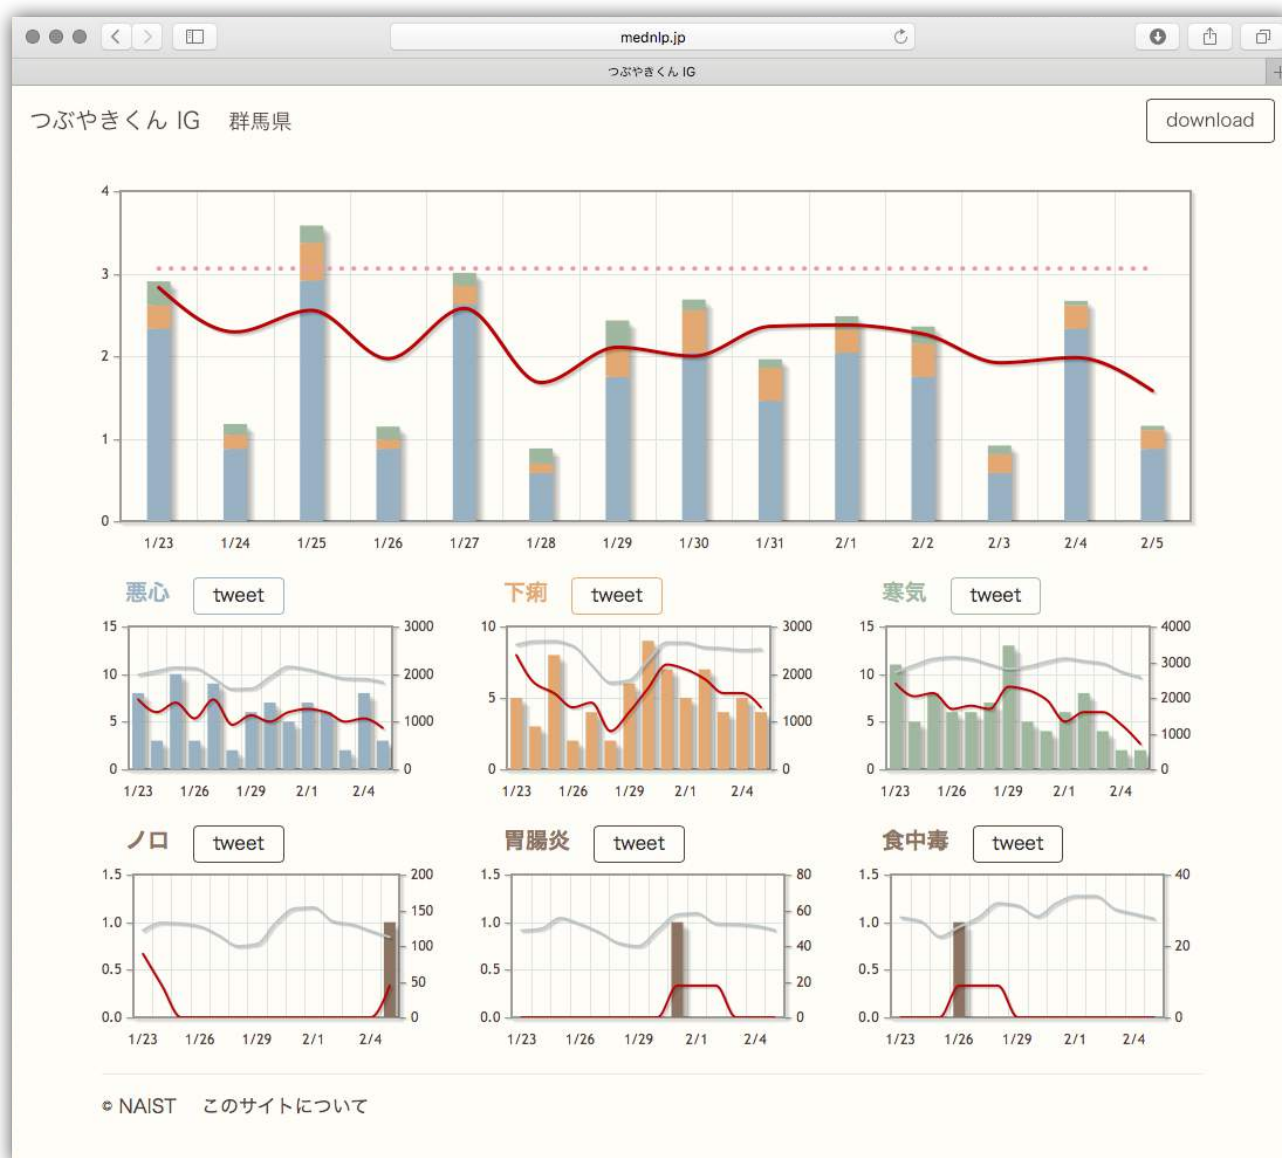 mednlp.jp
つぶやきくん IG
つぶやきくん IG 群馬県 download
4
3
2
1
0
1/23 1/24 1/25 1/26 1/27 1/28 1/29 1/30 1/31 2/1 2/2 2/3 2/4 2/5
悪心 tweet 下痢 tweet 寒気 tweet
15 3000 10 3000 15 4000
10 2000 2000 10 3000
5 1000 5 1000 5 2000
1000
0 0 0 0 0 0
1/23 1/26 1/29 2/1 2/4 1/23 1/26 1/29 2/1 2/4 1/23 1/26 1/29 2/1 2/4
ノロ tweet 胃腸炎 tweet 食中毒 tweet
1.5 200 1.5 80 1.5 40
1.0 150 1.0 60 1.0
100 40 20
0.5 50 0.5 20 0.5
0.0 0 0.0 0 0.0 0
1/23 1/26 1/29 2/1 2/4 1/23 1/26 1/29 2/1 2/4 1/23 1/26 1/29 2/1 2/4
© NAIST このサイトについて